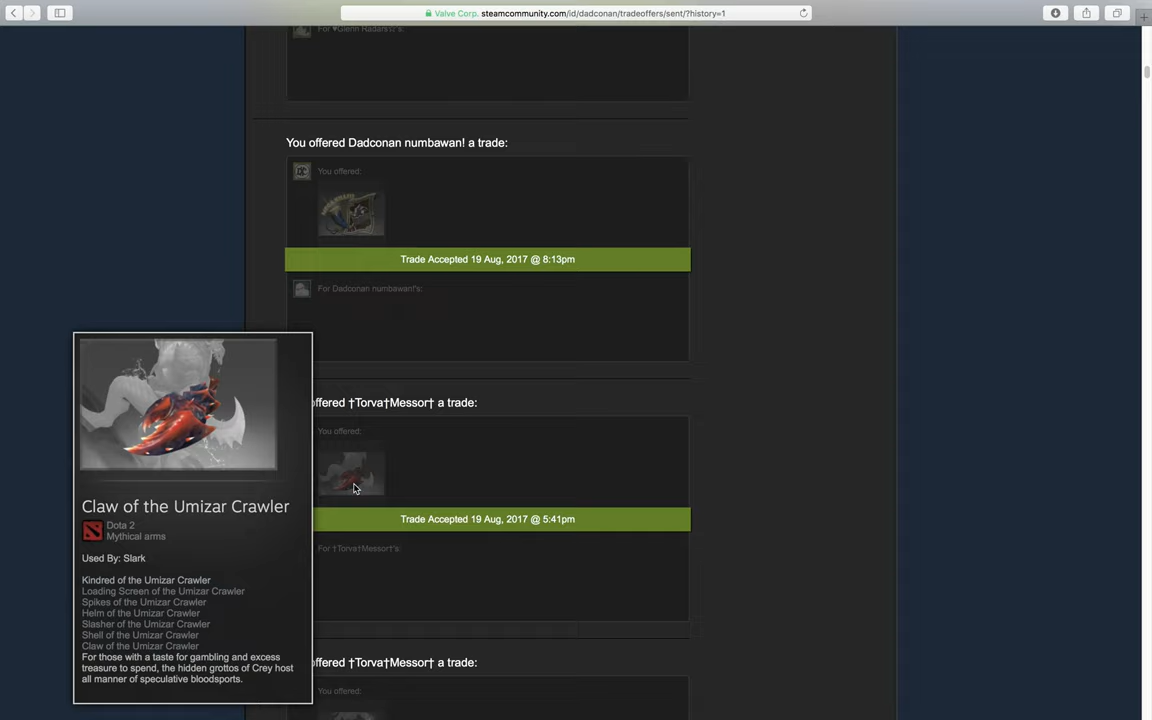 Valve Corp. steamcommunity.com/id/dadconan/tradeoffers/sent/?history=1
For ♥Glenn Radars☆'s:
You offered Dadconan numbawan! a trade:
You offered:
Trade Accepted 19 Aug, 2017 @ 8:13pm
For Dadconan numbawan!'s:
offered †Torva†Messor† a trade:
You offered:
Trade Accepted 19 Aug, 2017 @ 5:41pm
For †Torva†Messor†'s:
offered †Torva†Messor† a trade:
You offered:
Claw of the Umizar Crawler
Dota 2
Mythical arms
Used By: Slark
Kindred of the Umizar Crawler
Loading Screen of the Umizar Crawler
Spikes of the Umizar Crawler
Helm of the Umizar Crawler
Slasher of the Umizar Crawler
Shell of the Umizar Crawler
Claw of the Umizar Crawler
For those with a taste for gambling and excess
treasure to spend, the hidden grottos of Crey host
all manner of speculative bloodsports.